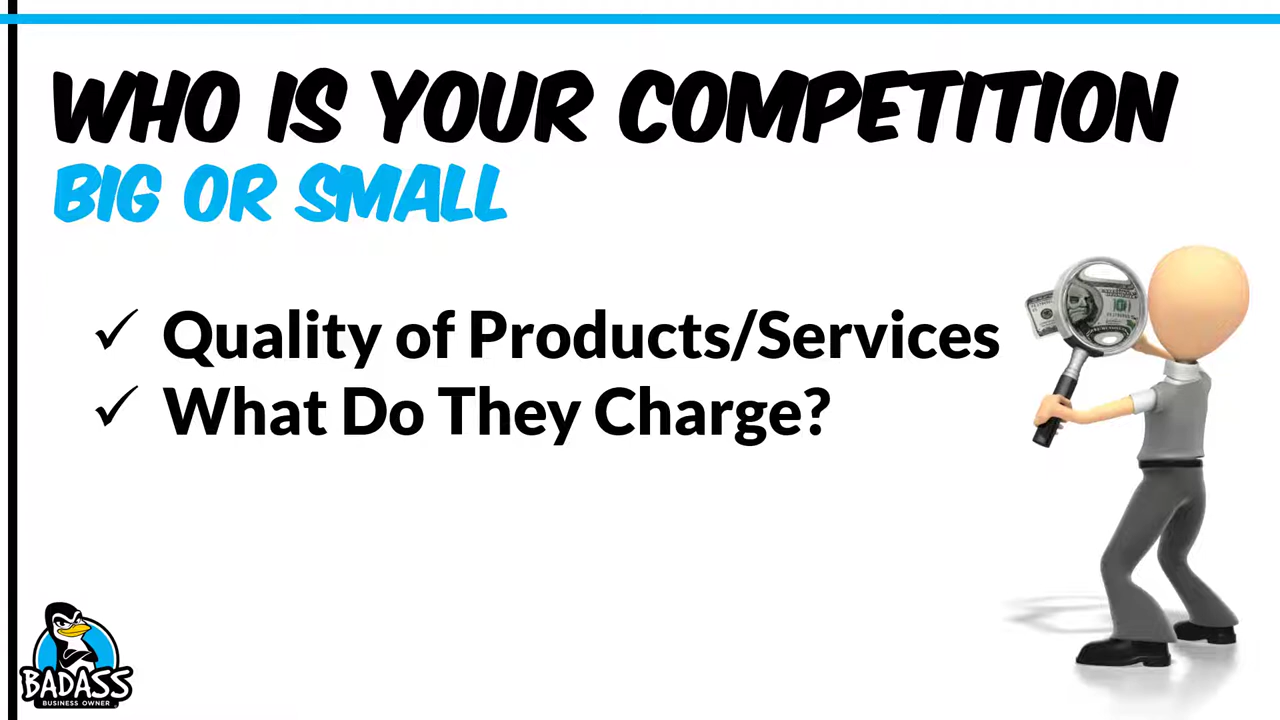 WHO IS YOUR COMPETITION
BIG OR SMALL
✓ Quality of Products/Services
✓ What Do They Charge?
BADASS
BUSINESS OWNER